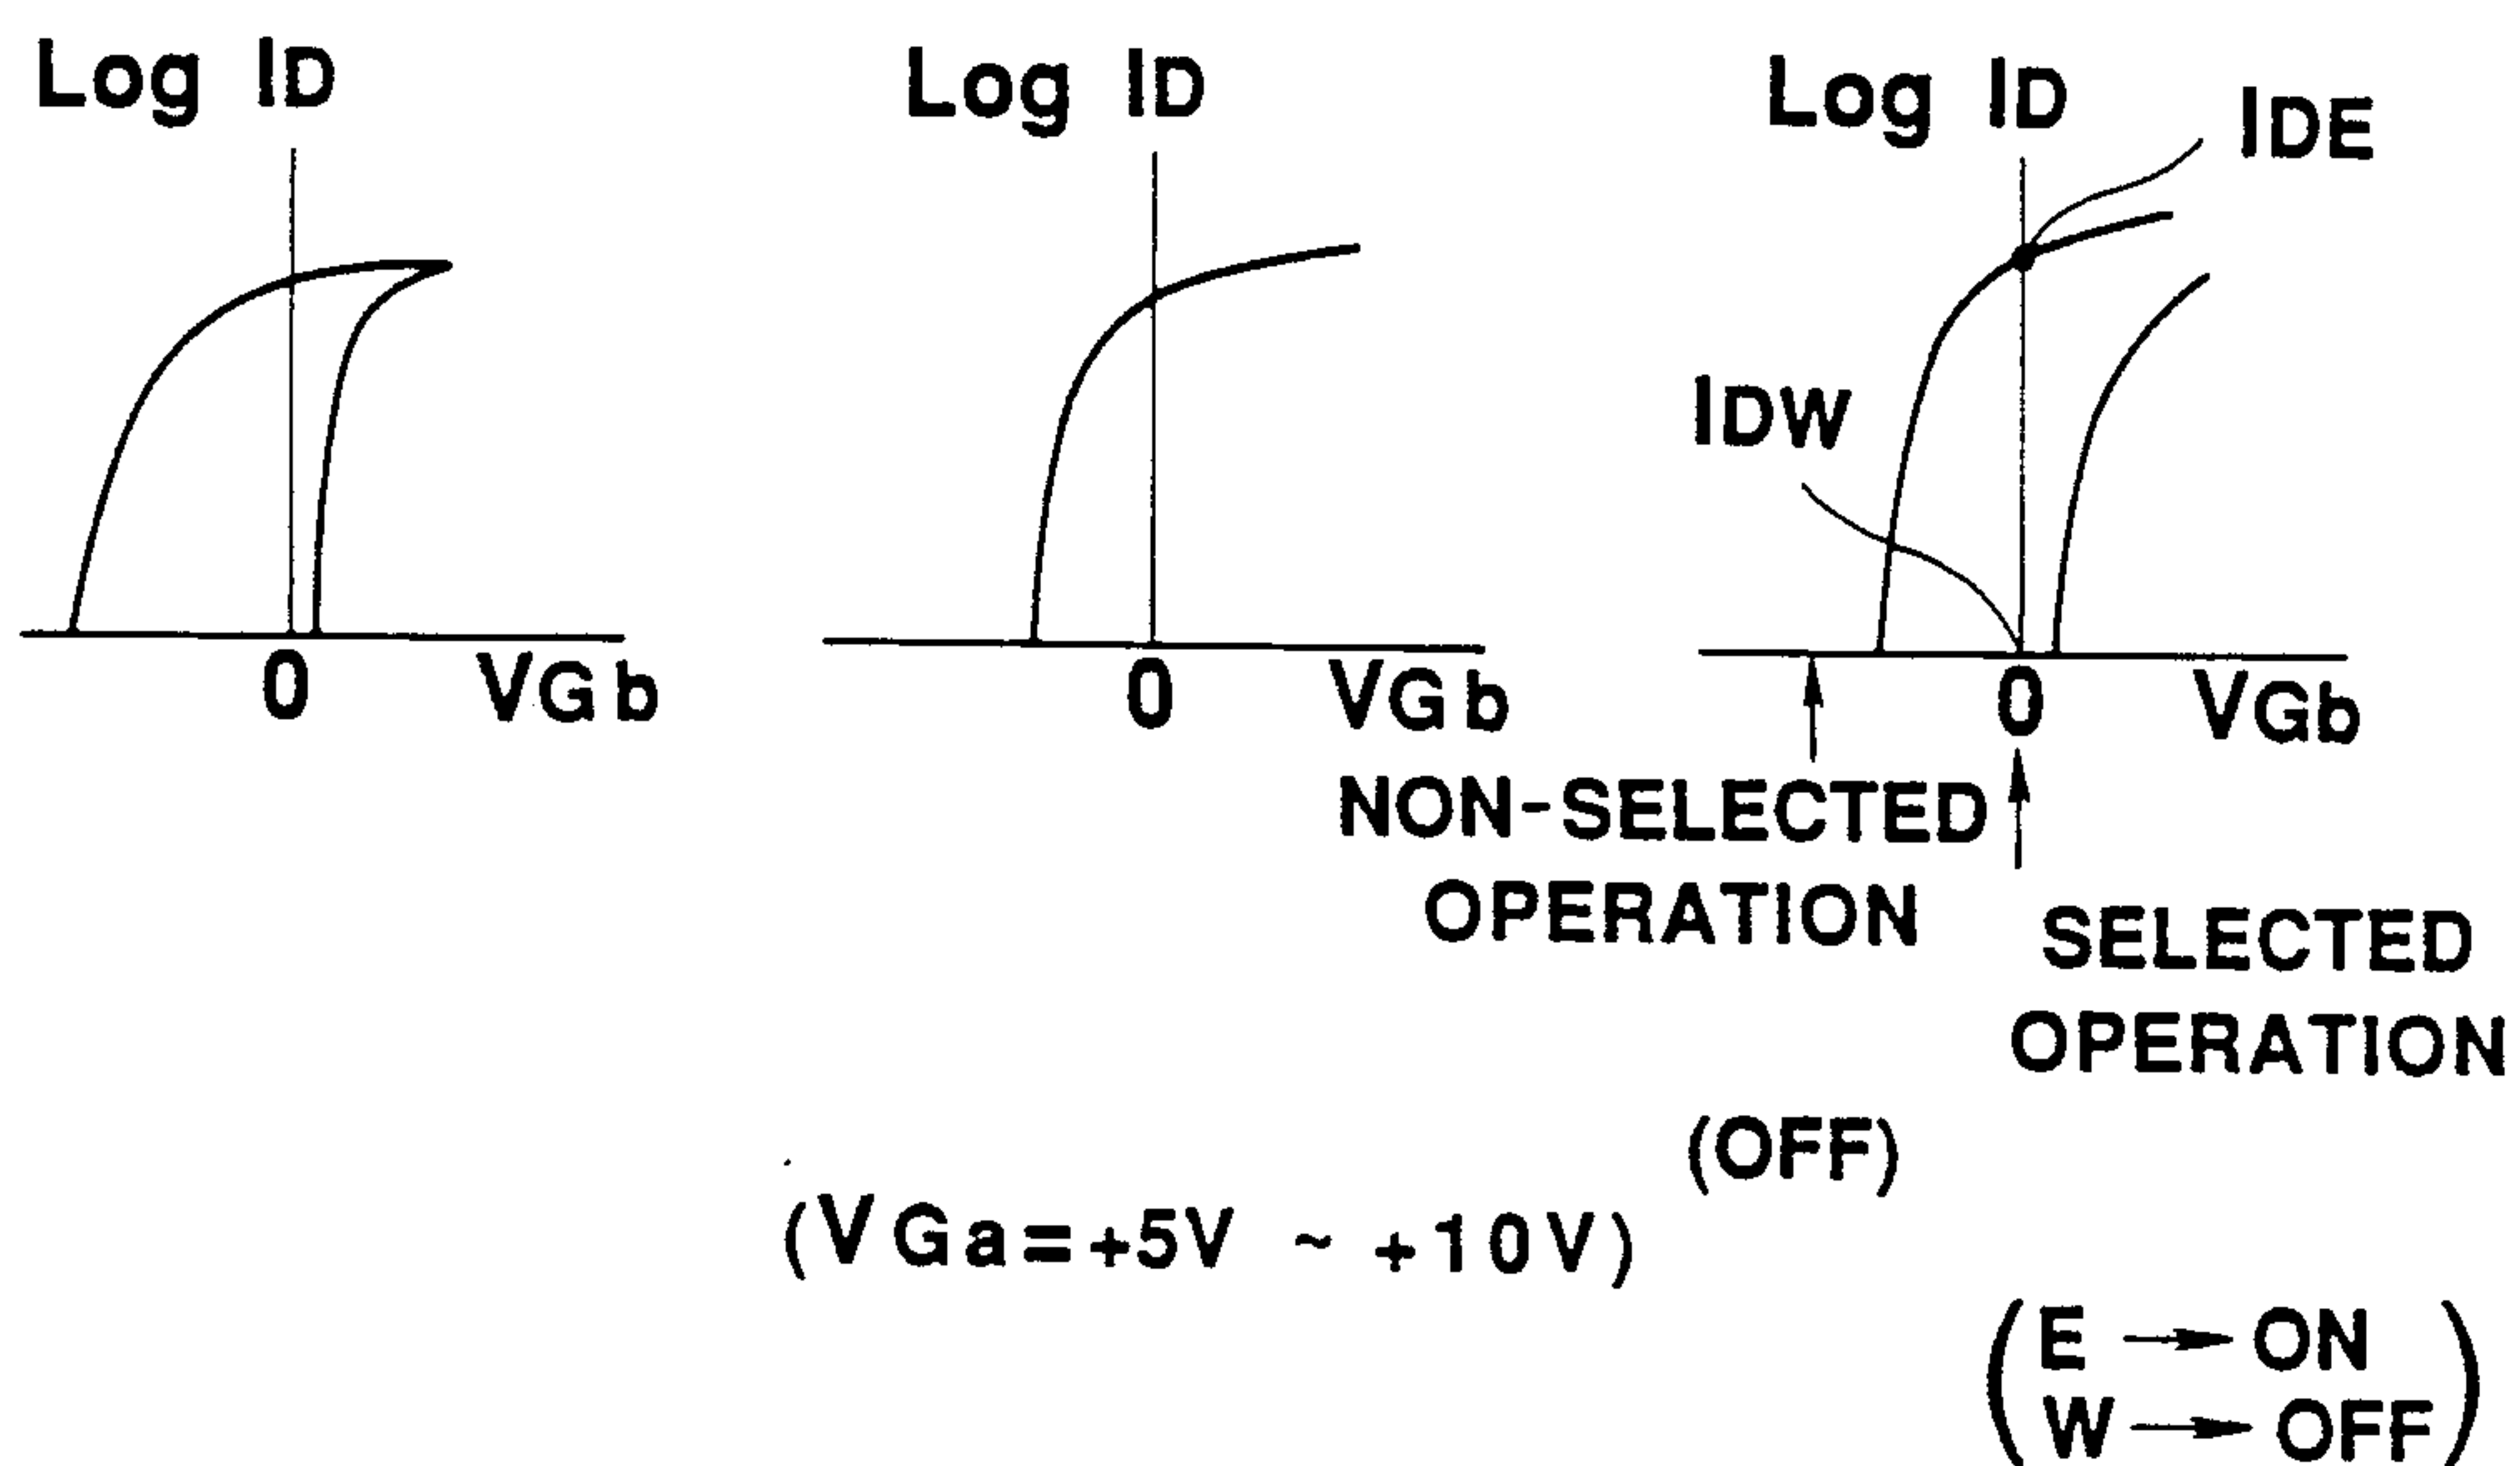 Log ID
0
VGb
Log ID
0
VGb
Log ID
IDE
IDW
0
VGb
NON-SELECTED
OPERATION
SELECTED
OPERATION
(OFF)
(VGa=+5V ~ +10V)
(E → ON
W → OFF)